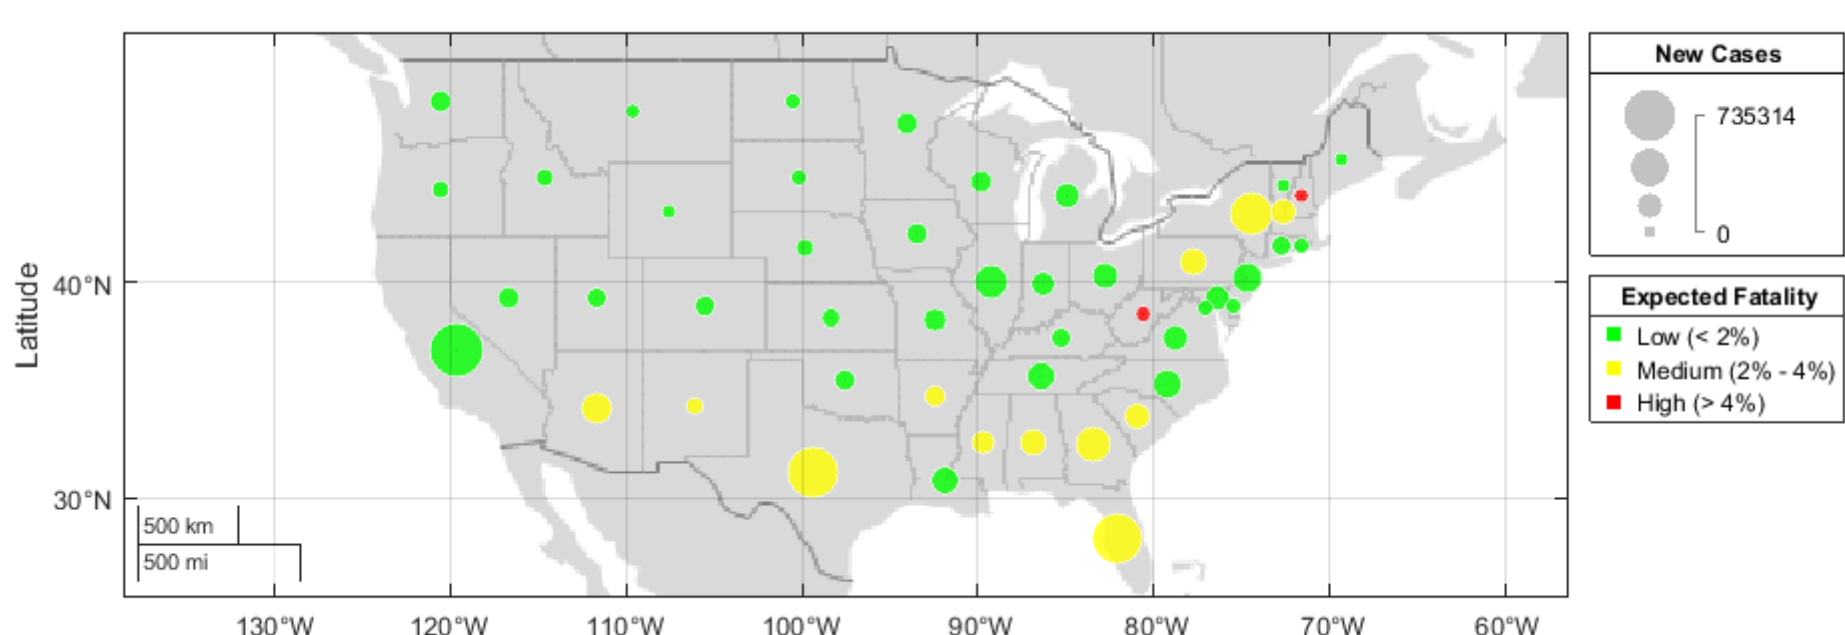 New Cases
735314
0
Expected Fatality
Low (< 2%)
Medium (2% - 4%)
High (> 4%)
Latitude
40°N
30°N
500 km
500 mi
130°W
120°W
110°W
100°W
90°W
80°W
70°W
60°W